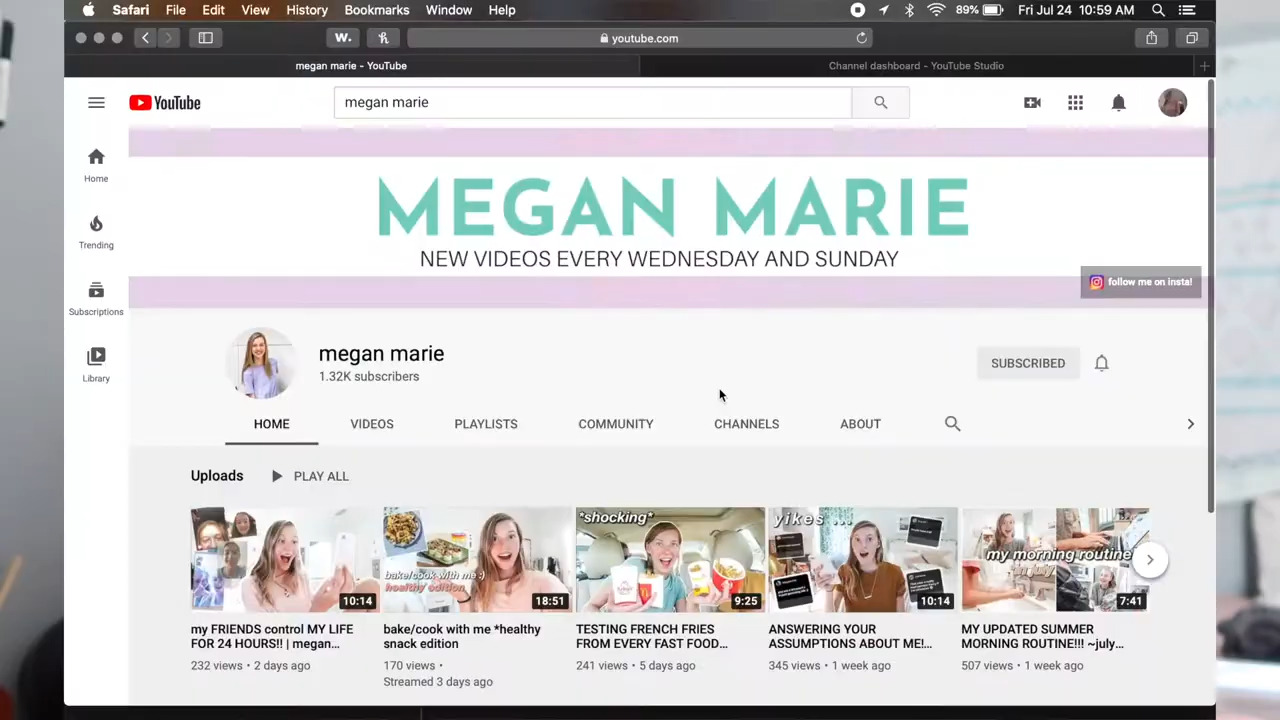 Safari File Edit View History Bookmarks Window Help 89% Fri Jul 24 10:59 AM
W. youtube.com
megan marie - YouTube Channel dashboard - YouTube Studio
YouTube megan marie
Home
Trending
Subscriptions
Library
MEGAN MARIE
NEW VIDEOS EVERY WEDNESDAY AND SUNDAY
follow me on insta!
megan marie
1.32K subscribers
SUBSCRIBED
HOME VIDEOS PLAYLISTS COMMUNITY CHANNELS ABOUT
Uploads PLAY ALL
*shocking*
yikes ...
my morning routine
bake/cook with me :)
healthy edition
10:14 18:51 9:25 10:14 7:41
my FRIENDS control MY LIFE
FOR 24 HOURS!! | megan...
232 views • 2 days ago
bake/cook with me *healthy
snack edition
170 views •
Streamed 3 days ago
TESTING FRENCH FRIES
FROM EVERY FAST FOOD...
241 views • 5 days ago
ANSWERING YOUR
ASSUMPTIONS ABOUT ME!...
345 views • 1 week ago
MY UPDATED SUMMER
MORNING ROUTINE!!! ~july...
507 views • 1 week ago